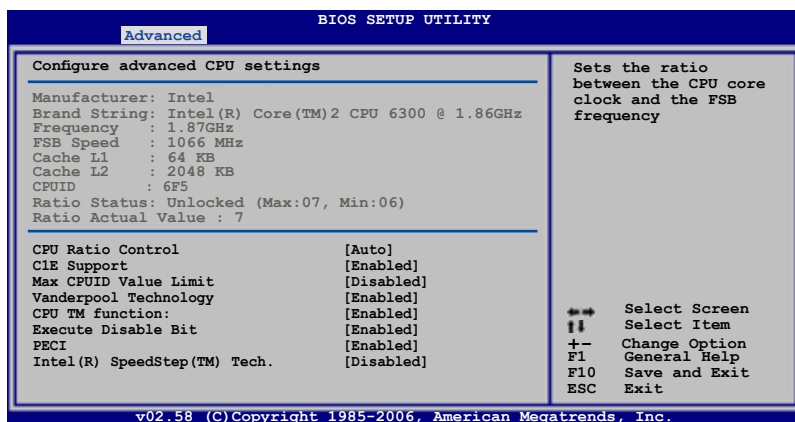 BIOS SETUP UTILITY
Advanced
Configure advanced CPU settings
Manufacturer: Intel
Brand String: Intel(R) Core(TM)2 CPU 6300 @ 1.86GHz
Frequency : 1.87GHz
FSB Speed : 1066 MHz
Cache L1 : 64 KB
Cache L2 : 2048 KB
CPUID : 6F5
Ratio Status: Unlocked (Max:07, Min:06)
Ratio Actual Value : 7
CPU Ratio Control [Auto]
C1E Support [Enabled]
Max CPUID Value Limit [Disabled]
Vanderpool Technology [Enabled]
CPU TM function: [Enabled]
Execute Disable Bit [Enabled]
PECI [Enabled]
Intel(R) SpeedStep(TM) Tech. [Disabled]
Sets the ratio
between the CPU core
clock and the FSB
frequency
←→ Select Screen
↑↓ Select Item
+- Change Option
F1 General Help
F10 Save and Exit
ESC Exit
v02.58 (C)Copyright 1985-2006, American Megatrends, Inc.